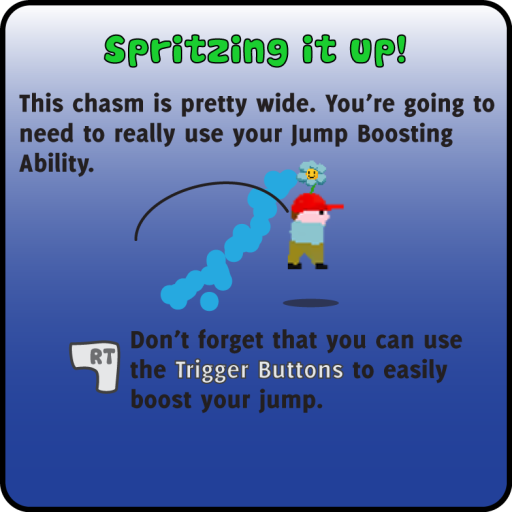 Spritzing it up!
This chasm is pretty wide. You're going to
need to really use your Jump Boosting
Ability.
RT
Don't forget that you can use
the Trigger Buttons to easily
boost your jump.